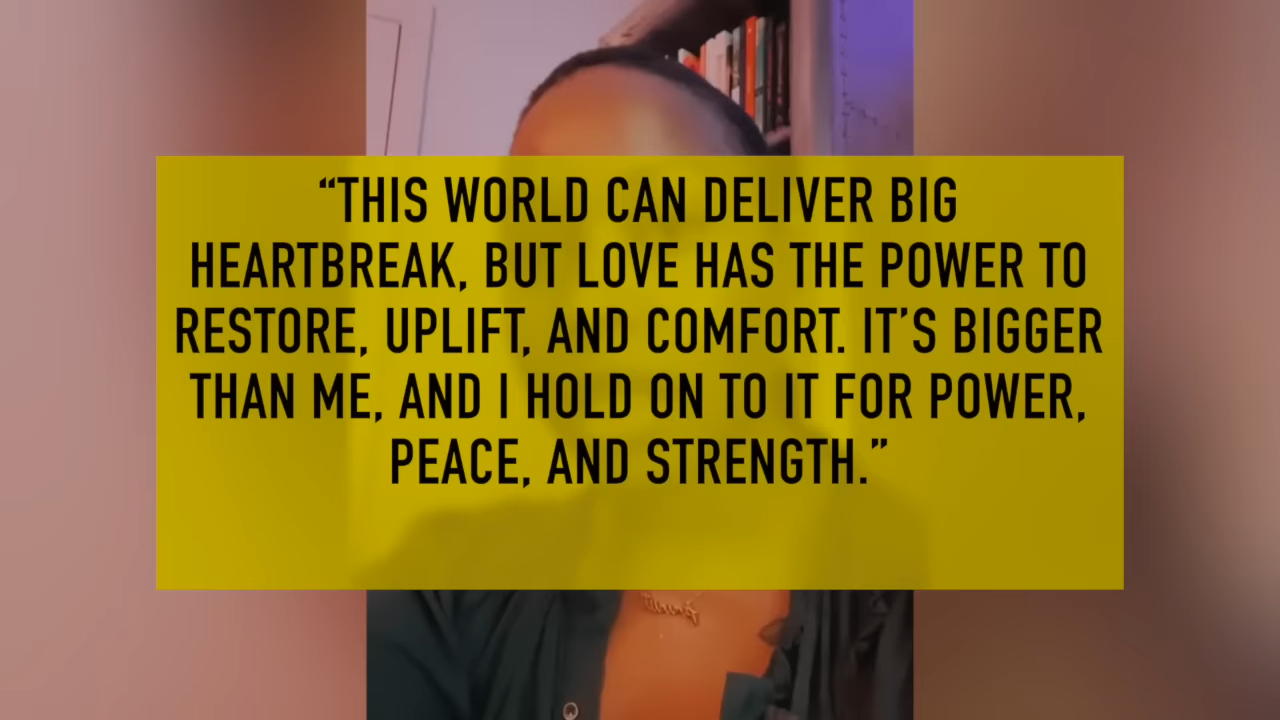 “THIS WORLD CAN DELIVER BIG
HEARTBREAK, BUT LOVE HAS THE POWER TO
RESTORE, UPLIFT, AND COMFORT. IT’S BIGGER
THAN ME, AND I HOLD ON TO IT FOR POWER,
PEACE, AND STRENGTH.”